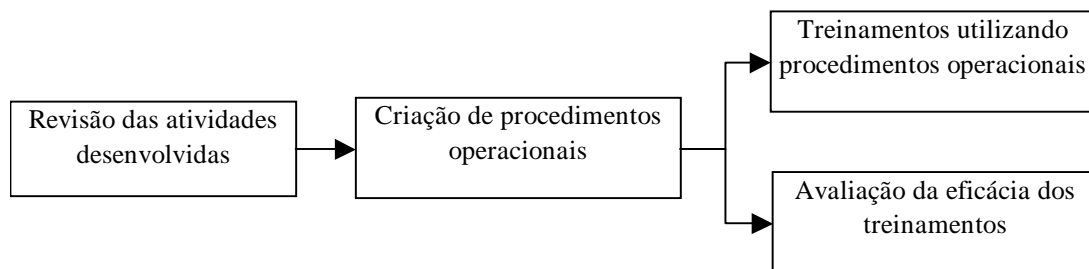 Revisão das atividades
desenvolvidas
Criação de procedimentos
operacionais
Treinamentos utilizando
procedimentos operacionais
Avaliação da eficácia dos
treinamentos